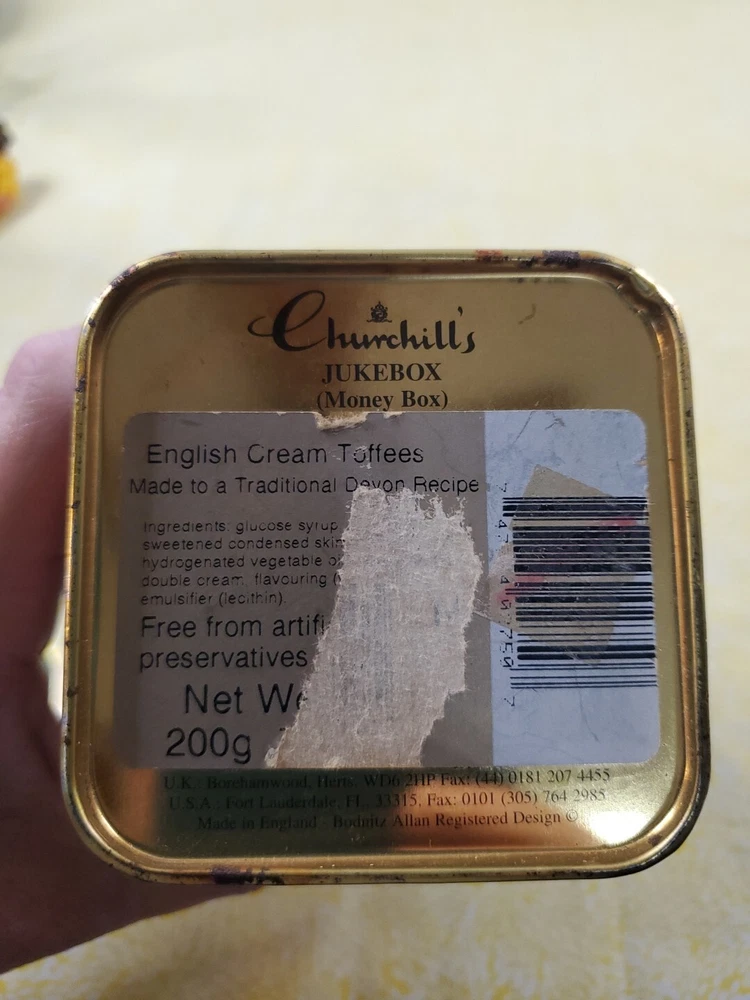 Churchill's
JUKEBOX
(Money Box)
English Cream Toffees
Made to a Traditional Devon Recipe
Ingredients: glucose syrup
sweetened condensed
hydrogenated vegetable
double cream, flavouring
emulsifier (lecithin).
Free from
preservatives
Net
200g
U.K.: Borehamwood, Herts. WD6 2HP Fax: (44) 0181 207 4455
U.S.A.: Fort Lauderdale, FL, 33315, Fax: 0101 (305) 764 2985
Made in England - Bodnitz Allan Registered Design ©